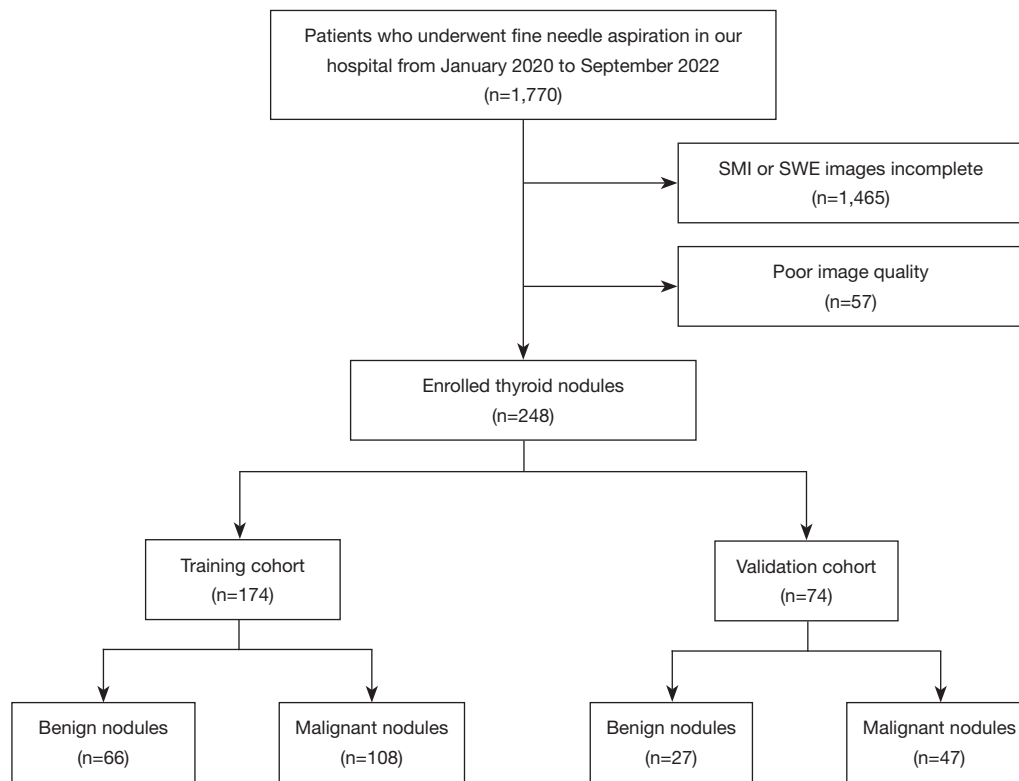 Patients who underwent fine needle aspiration in our
hospital from January 2020 to September 2022
(n=1,770)
SMI or SWE images incomplete
(n=1,465)
Poor image quality
(n=57)
Enrolled thyroid nodules
(n=248)
Training cohort
(n=174)
Validation cohort
(n=74)
Benign nodules
(n=66)
Malignant nodules
(n=108)
Benign nodules
(n=27)
Malignant nodules
(n=47)